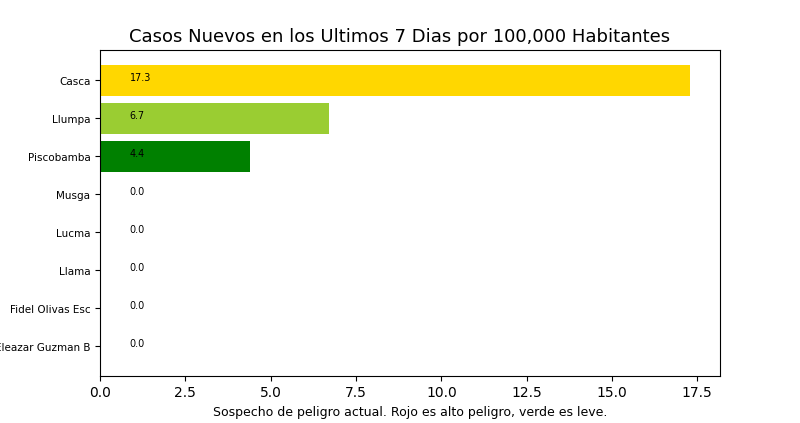 Casos Nuevos en los Ultimos 7 Dias por 100,000 Habitantes
Casca 17.3
Llumpa 6.7
Piscobamba 4.4
Musga 0.0
Lucma 0.0
Llama 0.0
Fidel Olivas Esc 0.0
Eleazar Guzman B 0.0
0.0 2.5 5.0 7.5 10.0 12.5 15.0 17.5
Sospecho de peligro actual. Rojo es alto peligro, verde es leve.